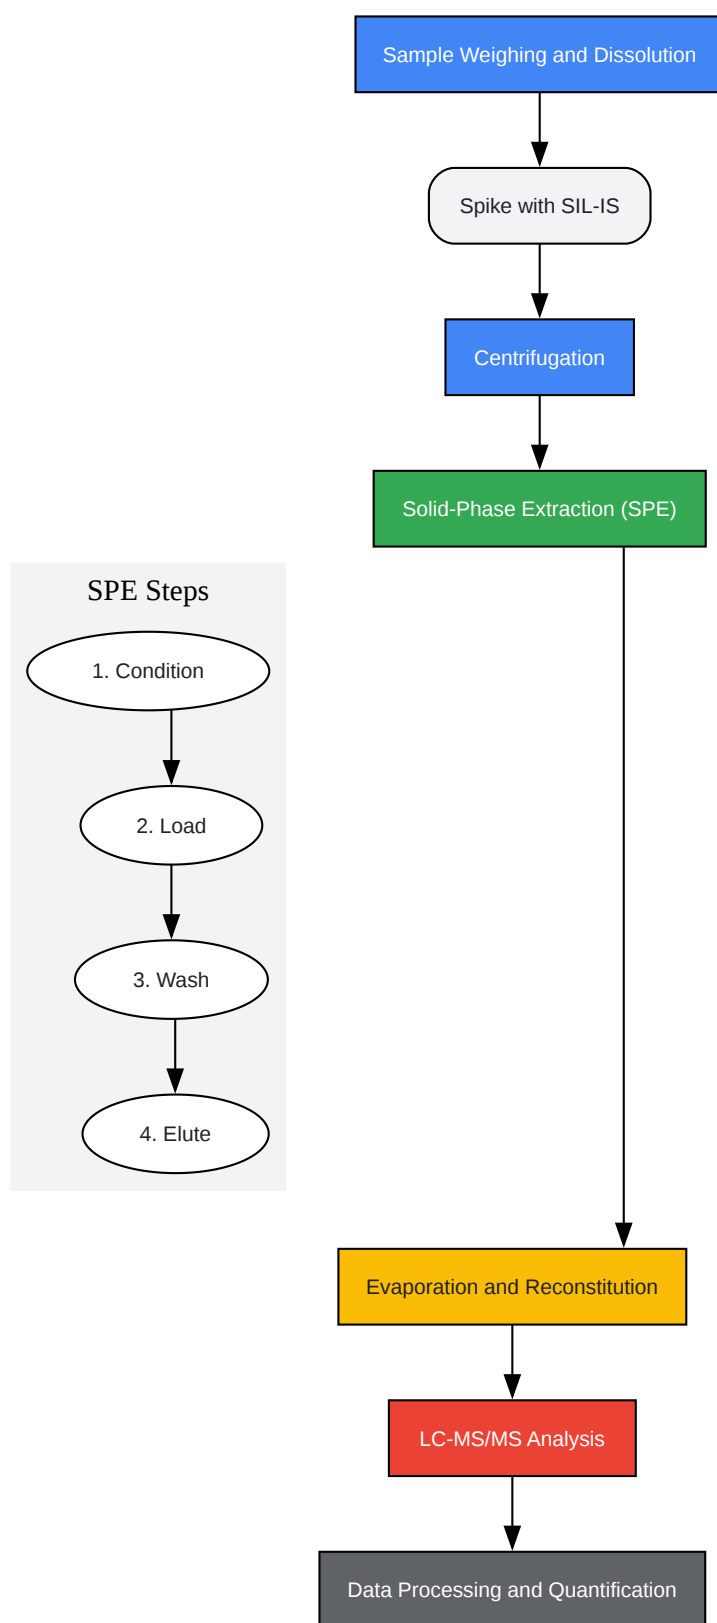 Sample Weighing and Dissolution
Spike with SIL-IS
Centrifugation
Solid-Phase Extraction (SPE)
SPE Steps
1. Condition
2. Load
3. Wash
4. Elute
Evaporation and Reconstitution
LC-MS/MS Analysis
Data Processing and Quantification